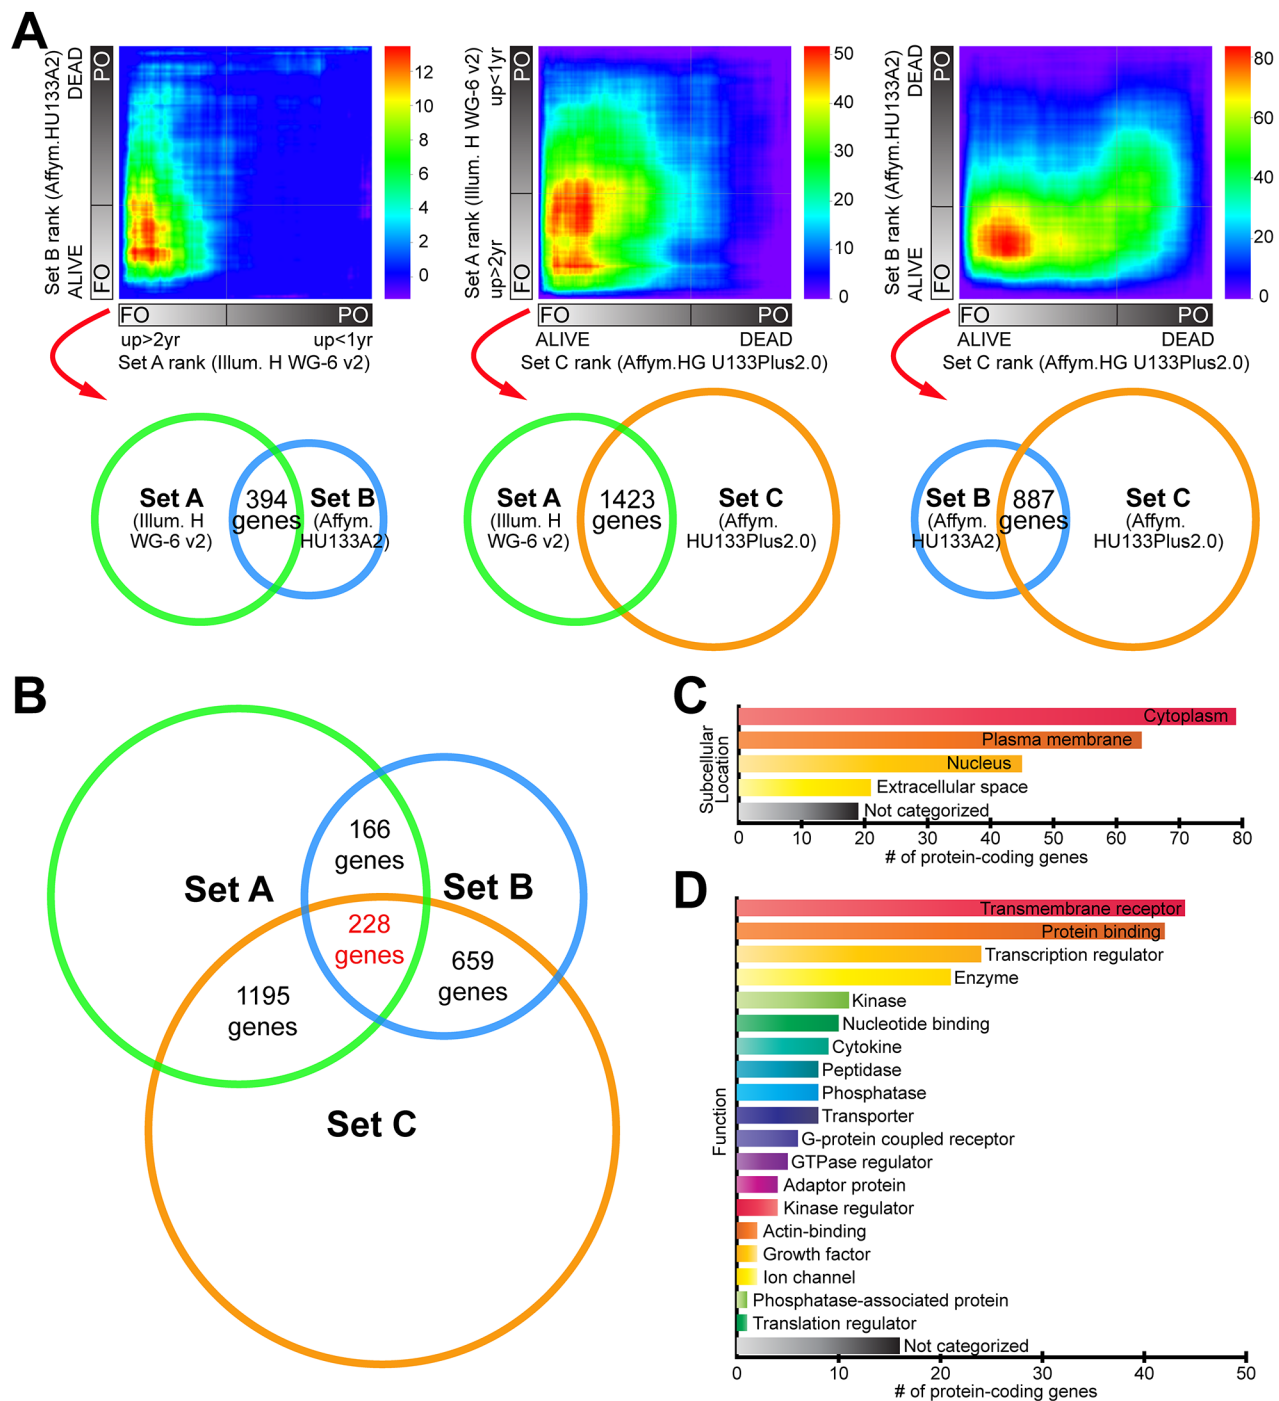 A
Set B rank (Affym.HU133A2)
ALIVE DEAD
PO
FO
12
10
8
6
4
2
0
FO PO
up>2yr up<1yr
Set A rank (Illum. H WG-6 v2)
Set A rank (Illum. H WG-6 v2)
up>2yr up<1yr
PO
FO
50
40
30
20
10
0
FO PO
ALIVE DEAD
Set C rank (Affym.HG U133Plus2.0)
Set B rank (Affym.HU133A2)
ALIVE DEAD
PO
FO
80
60
40
20
0
FO PO
ALIVE DEAD
Set C rank (Affym.HG U133Plus2.0)
Set A
(Illum. H
WG-6 v2)
394
genes
Set B
(Affym.
HU133A2)
Set A
(Illum. H
WG-6 v2)
1423
genes
Set C
(Affym.
HU133Plus2.0)
Set B
(Affym.
HU133A2)
887
genes
Set C
(Affym.
HU133Plus2.0)
B
166
genes
Set A
Set B
228
genes
659
genes
1195
genes
Set C
C
Subcellular
Location
Cytoplasm
Plasma membrane
Nucleus
Extracellular space
Not categorized
0 10 20 30 40 50 60 70 80
# of protein-coding genes
D
Function
Transmembrane receptor
Protein binding
Transcription regulator
Enzyme
Kinase
Nucleotide binding
Cytokine
Peptidase
Phosphatase
Transporter
G-protein coupled receptor
GTPase regulator
Adaptor protein
Kinase regulator
Actin-binding
Growth factor
Ion channel
Phosphatase-associated protein
Translation regulator
Not categorized
0 10 20 30 40 50
# of protein-coding genes